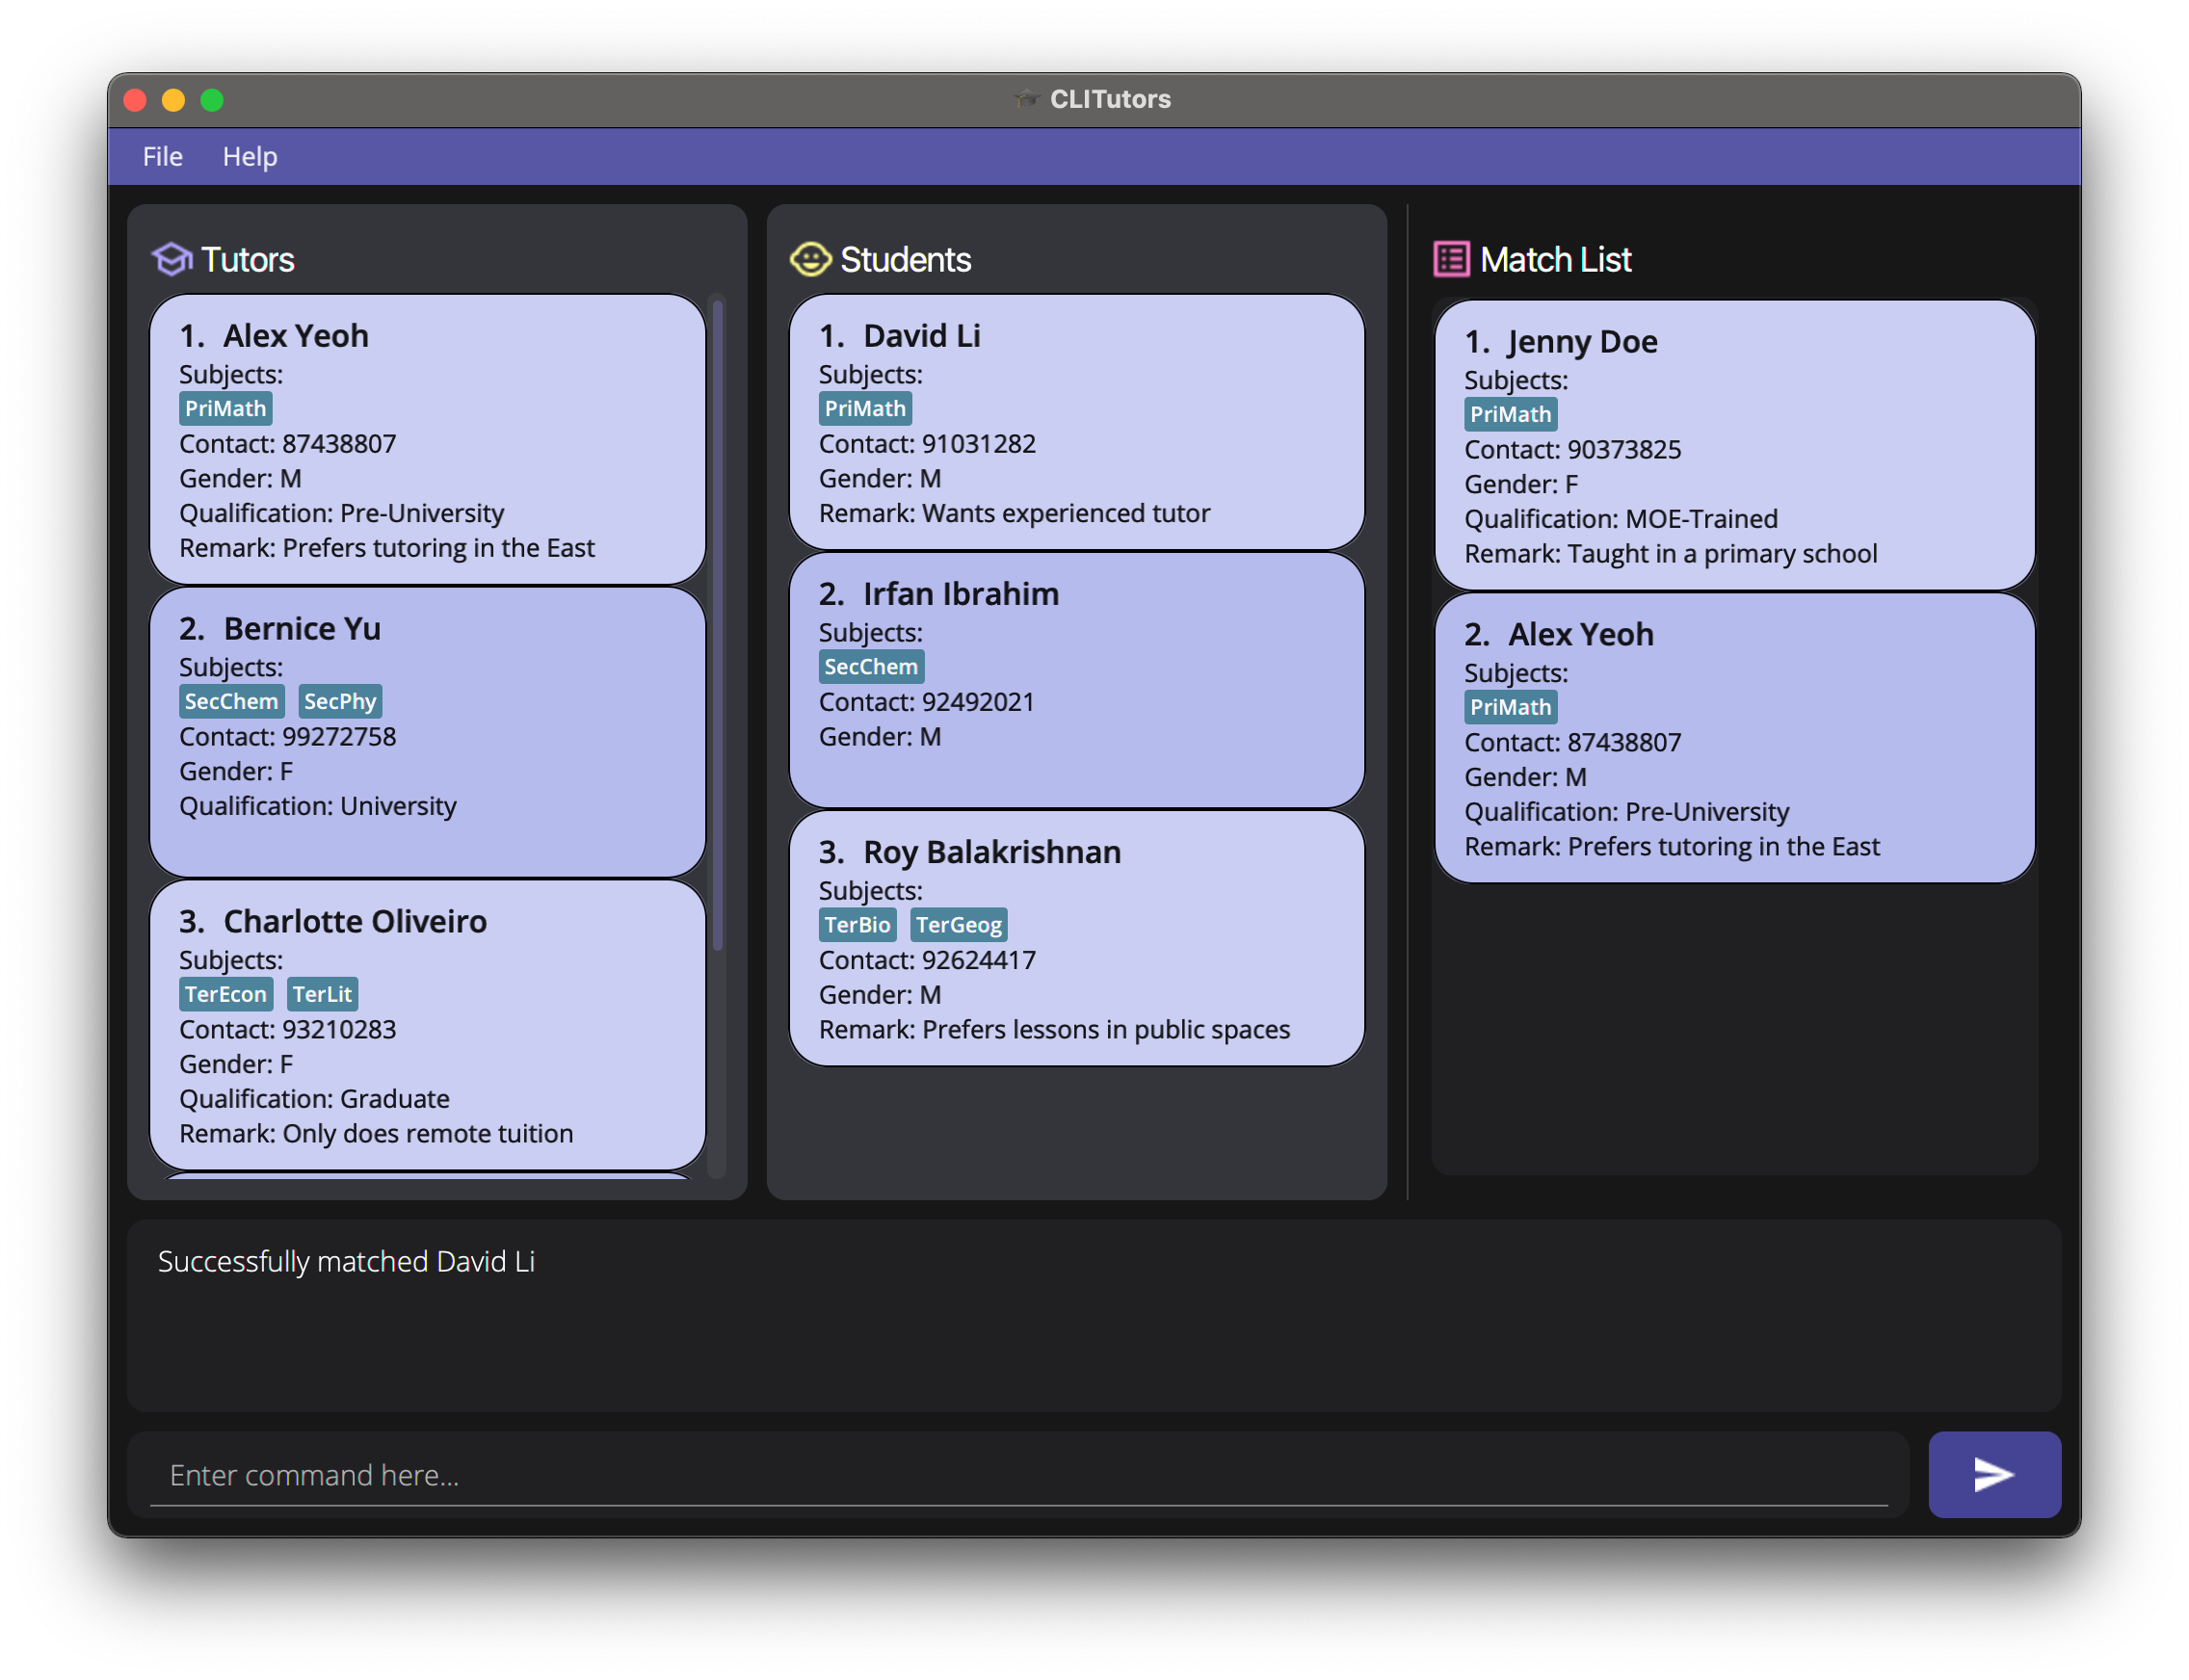 CLITutors
File Help
Tutors
1. Alex Yeoh
Subjects:
PriMath
Contact: 87438807
Gender: M
Qualification: Pre-University
Remark: Prefers tutoring in the East
2. Bernice Yu
Subjects:
SecChem SecPhy
Contact: 99272758
Gender: F
Qualification: University
3. Charlotte Oliveiro
Subjects:
TerEcon TerLit
Contact: 93210283
Gender: F
Qualification: Graduate
Remark: Only does remote tuition
Students
1. David Li
Subjects:
PriMath
Contact: 91031282
Gender: M
Remark: Wants experienced tutor
2. Irfan Ibrahim
Subjects:
SecChem
Contact: 92492021
Gender: M
3. Roy Balakrishnan
Subjects:
TerBio TerGeog
Contact: 92624417
Gender: M
Remark: Prefers lessons in public spaces
Match List
1. Jenny Doe
Subjects:
PriMath
Contact: 90373825
Gender: F
Qualification: MOE-Trained
Remark: Taught in a primary school
2. Alex Yeoh
Subjects:
PriMath
Contact: 87438807
Gender: M
Qualification: Pre-University
Remark: Prefers tutoring in the East
Successfully matched David Li
Enter command here...